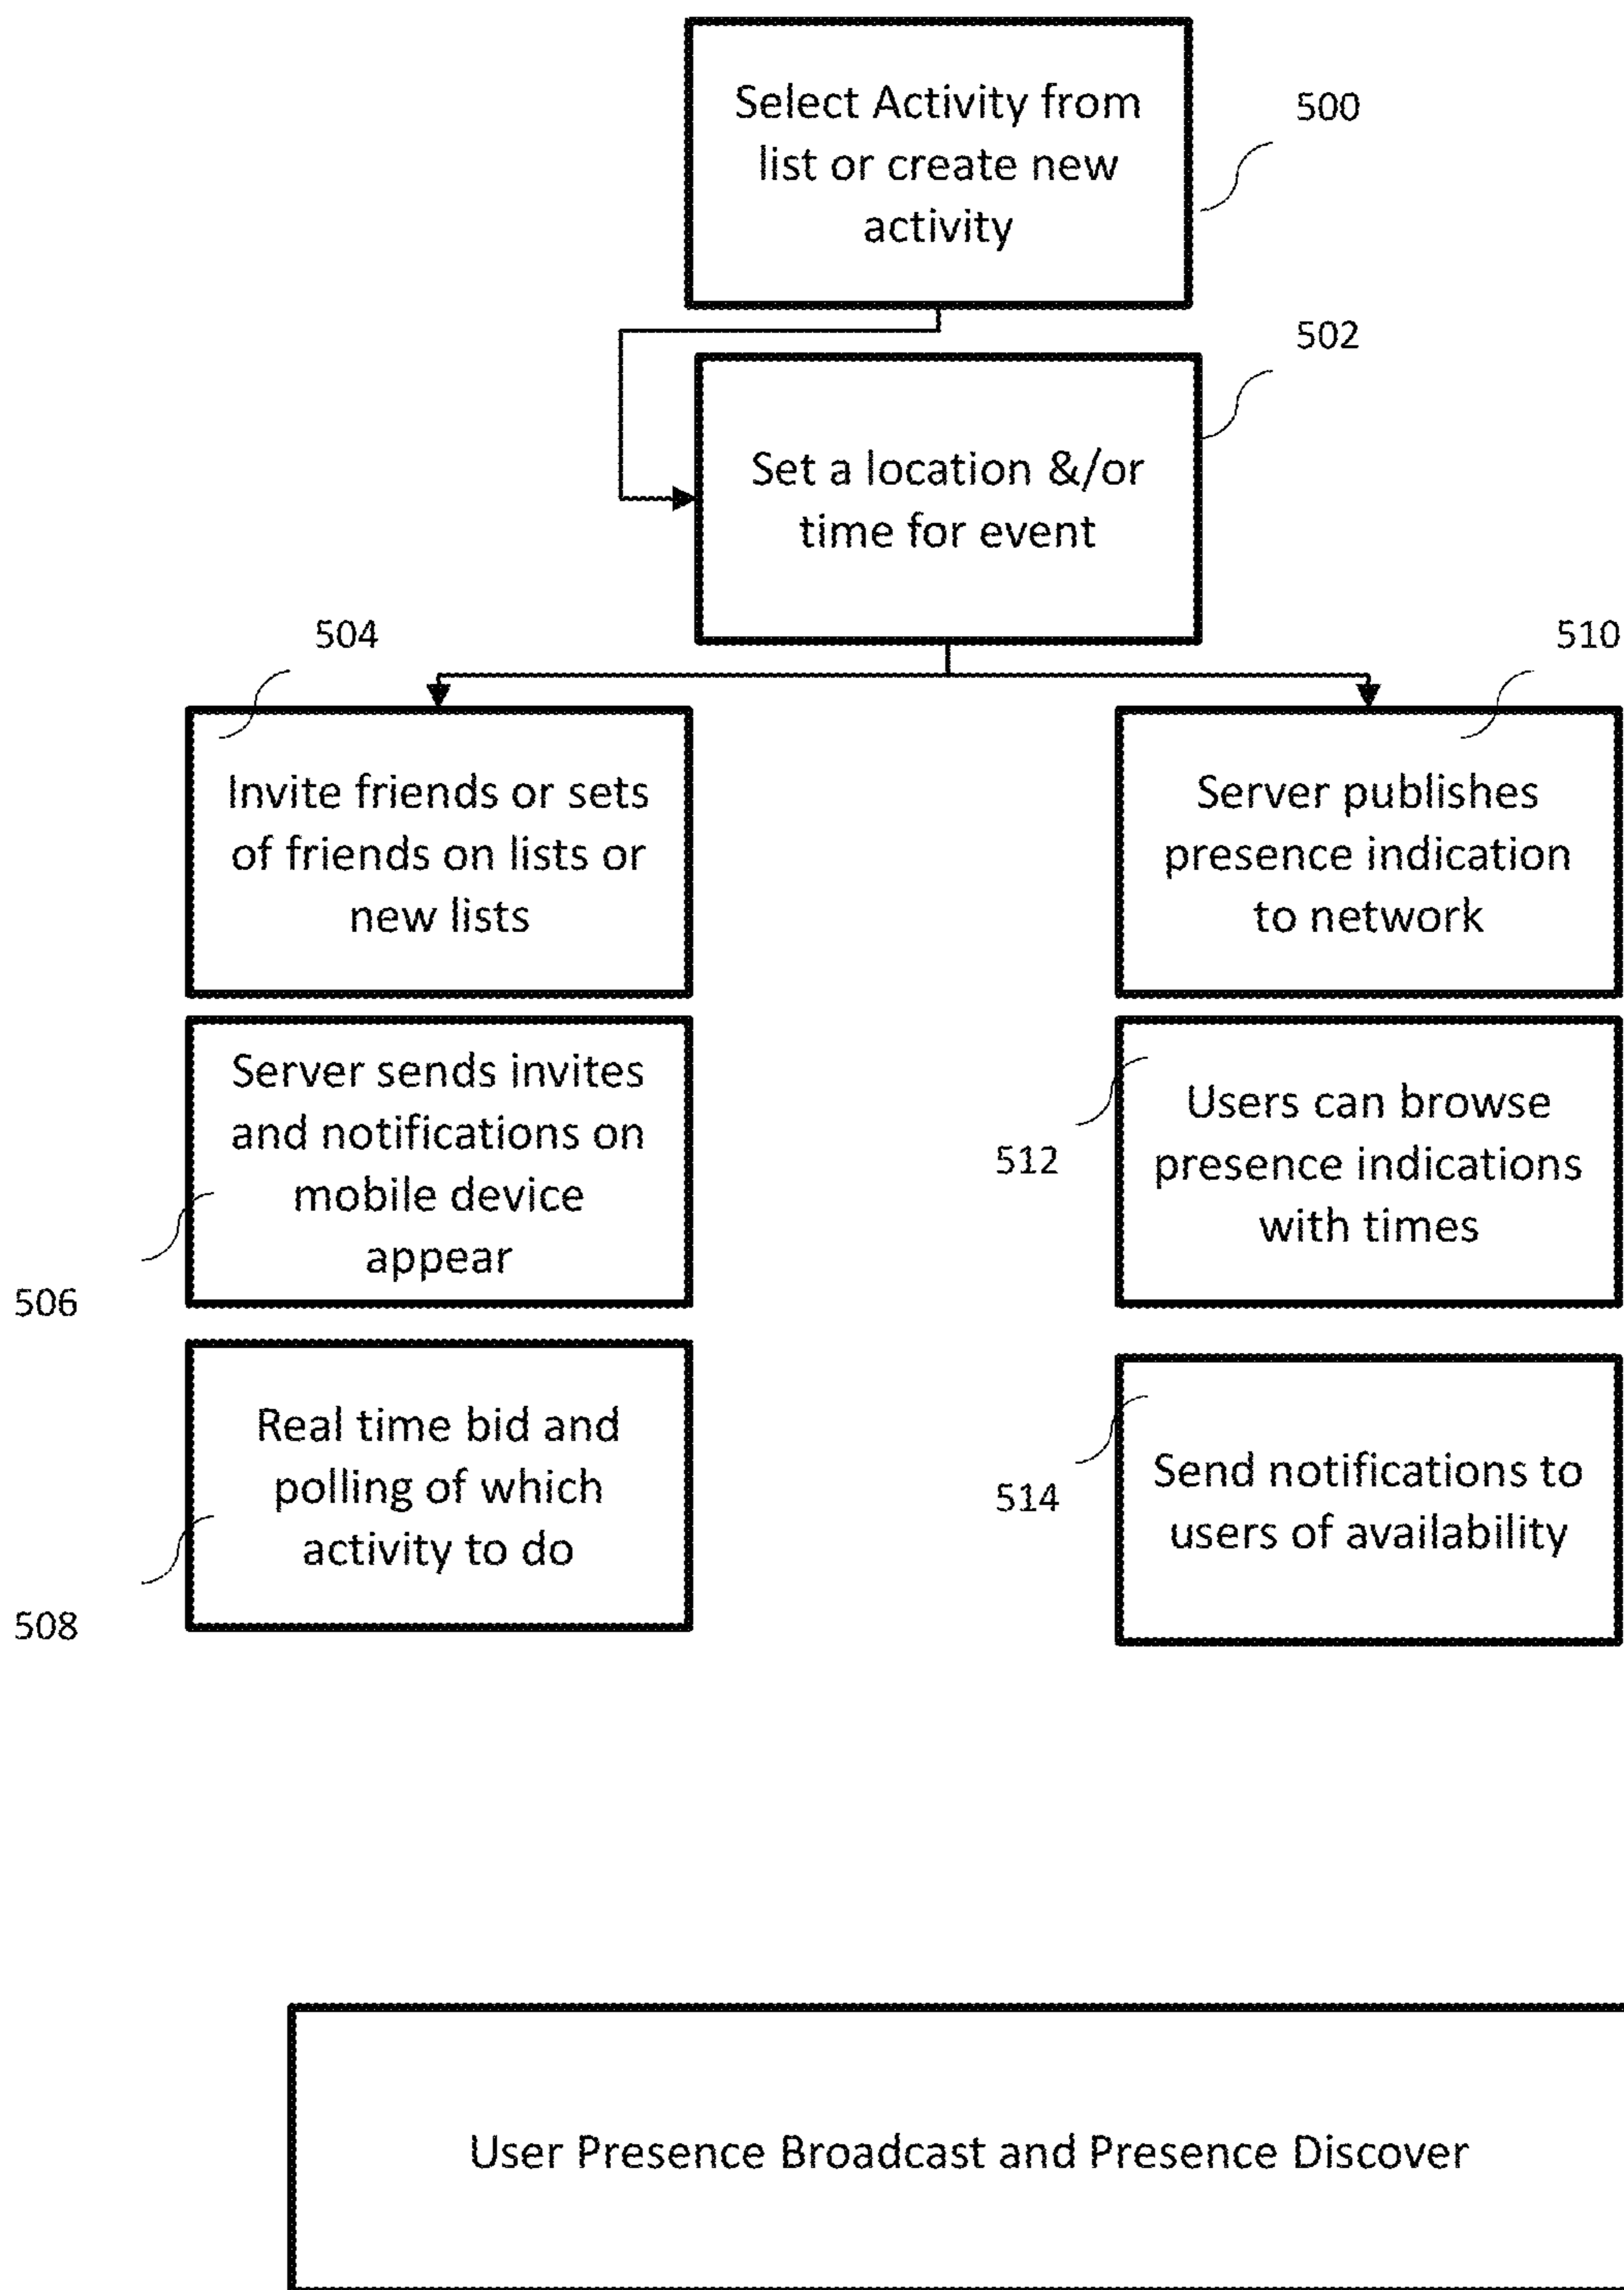 Select Activity from
list or create new
activity
500
Set a location &/or
time for event
502
504
Invite friends or sets
of friends on lists or
new lists
510
Server publishes
presence indication
to network
Server sends invites
and notifications on
mobile device
appear
506
512
Users can browse
presence indications
with times
Real time bid and
polling of which
activity to do
508
514
Send notifications to
users of availability
User Presence Broadcast and Presence Discover